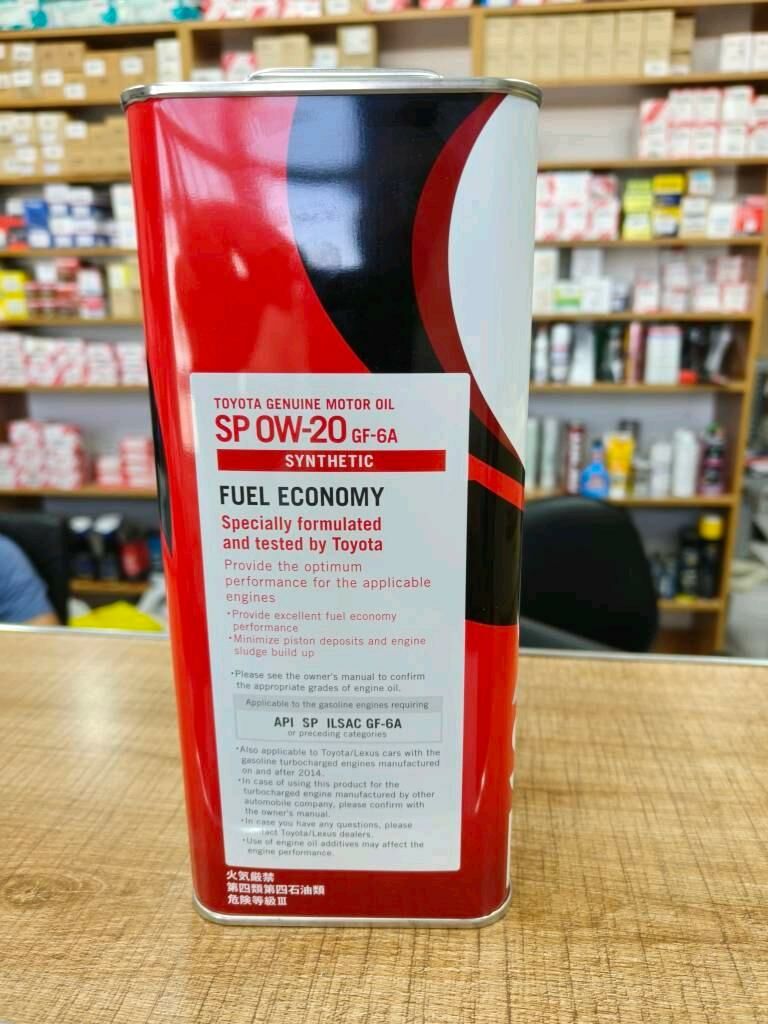 TOYOTA GENUINE MOTOR OIL
SP 0W-20 GF-6A
SYNTHETIC
FUEL ECONOMY
Specially formulated
and tested by Toyota
Provide the optimum
performance for the applicable
engines
・Provide excellent fuel economy
performance
・Minimize piston deposits and engine
sludge build up
・Please see the owner's manual to confirm
the appropriate grades of engine oil.
Applicable to the gasoline engines requiring
API SP ILSAC GF-6A
or preceding categories
・Also applicable to Toyota/Lexus cars with the
gasoline turbocharged engines manufactured
on and after 2014.
・In case of using this product for the
turbocharged engine manufactured by other
automobile company, please confirm with
the owner's manual.
・In case you have any questions, please
contact Toyota/Lexus dealers.
・Use of engine oil additives may affect the
engine performance.
火気厳禁
第四類第四石油類
危険等級Ⅲ